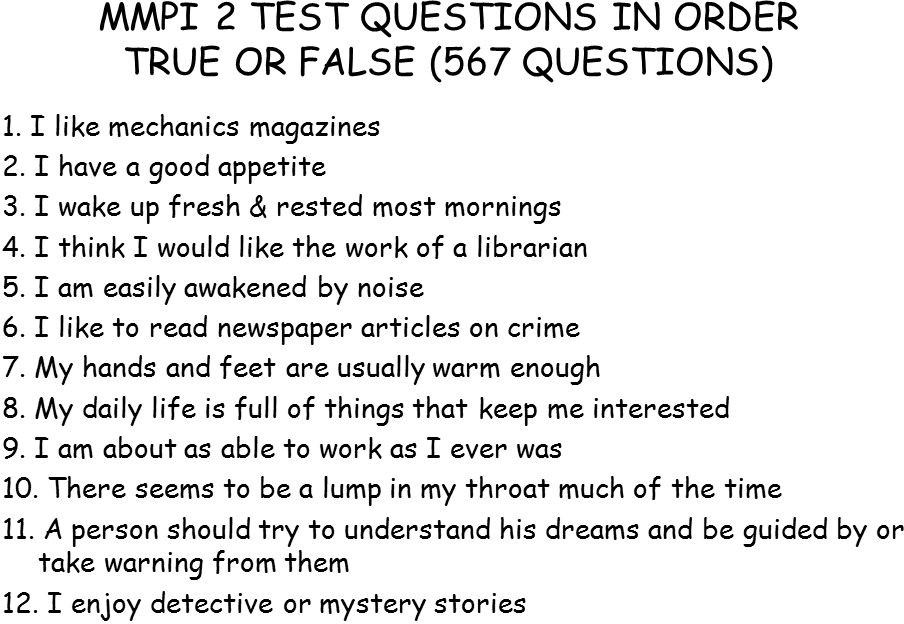 MMPI 2 TEST QUESTIONS IN ORDER
TRUE OR FALSE (567 QUESTIONS)
1. I like mechanics magazines
2. I have a good appetite
3. I wake up fresh & rested most mornings
4. I think I would like the work of a librarian
5. I am easily awakened by noise
6. I like to read newspaper articles on crime
7. My hands and feet are usually warm enough
8. My daily life is full of things that keep me interested
9. I am about as able to work as I ever was
10. There seems to be a lump in my throat much of the time
11. A person should try to understand his dreams and be guided by or
take warning from them
12. I enjoy detective or mystery stories